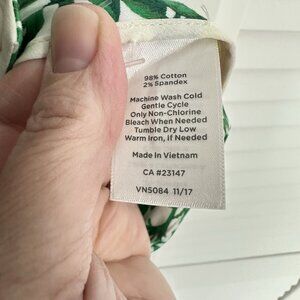 98% Cotton
2% Spandex
Machine Wash Cold
Gentle Cycle
Only Non-Chlorine
Bleach When Needed
Tumble Dry Low
Warm Iron, If Needed
Made In Vietnam
CA #23147
VN5084 11/17